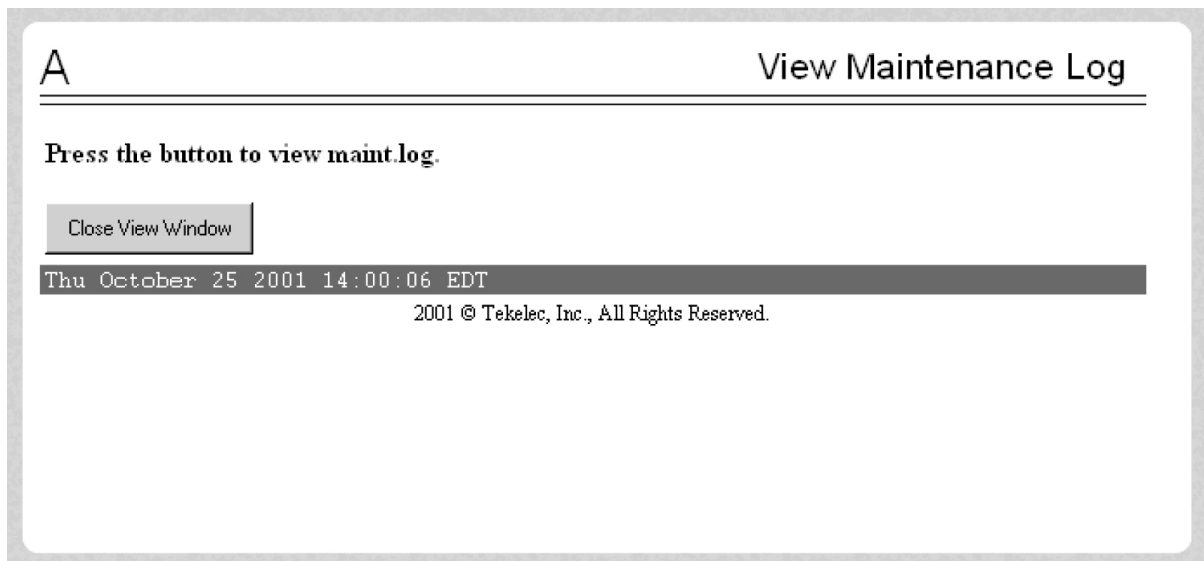 A
View Maintenance Log
Press the button to view maint.log.
Close View Window
Thu October 25 2001 14:00:06 EDT
2001 © Tekelec, Inc., All Rights Reserved.